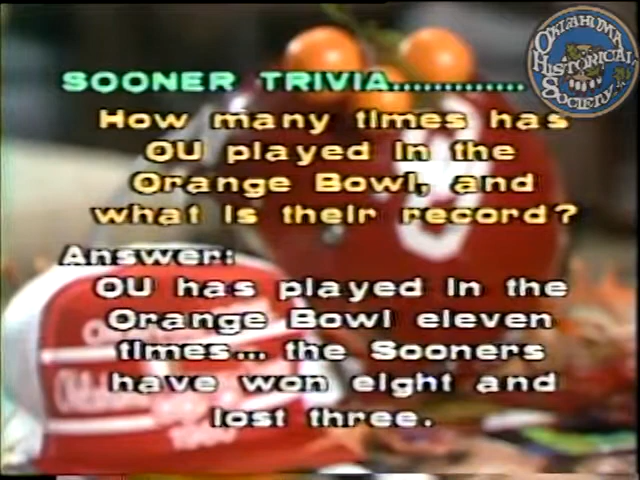 OKLAHOMA
HISTORICAL
SOCIETY
SOONER TRIVIA.............
How many times has
OU played in the
Orange Bowl, and
what is their record?
Answer:
OU has played in the
Orange Bowl eleven
times... the Sooners
have won eight and
lost three.